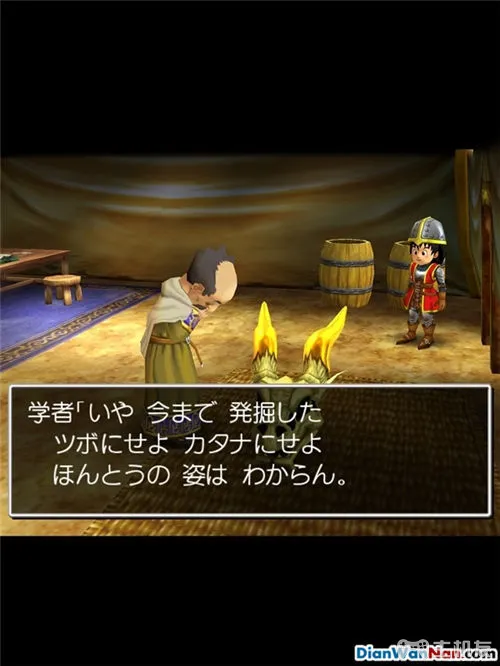 学者「いや 今まで 発掘した
ツボにせよ カタナにせよ
ほんとうの 姿は わからん。
DianWanNan.com